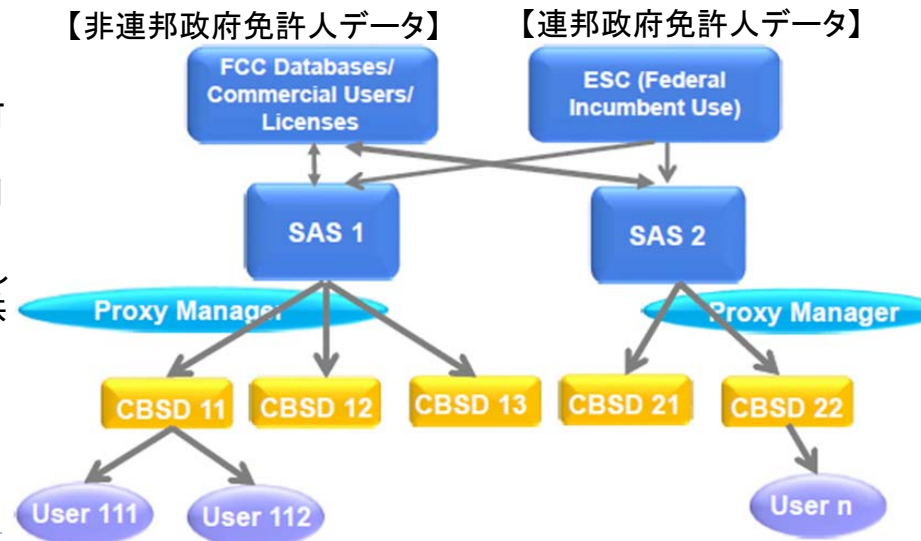 【非連邦政府免許人データ】
【連邦政府免許人データ】
FCC Databases/
Commercial Users/
Licenses
ESC (Federal
Incumbent Use)
SAS 1
SAS 2
Proxy Manager
Proxy Manager
CBSD 11
CBSD 12
CBSD 13
CBSD 21
CBSD 22
User 111
User 112
User n